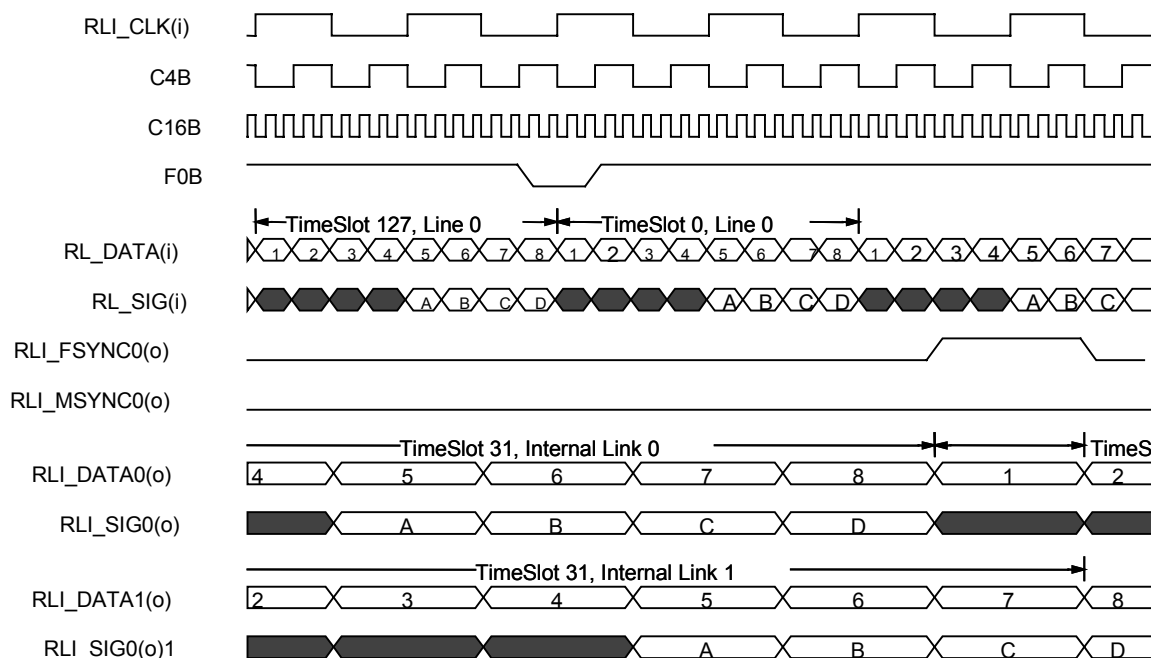 RLI_CLK(i)
C4B
C16B
F0B
TimeSlot 127, Line 0 TimeSlot 0, Line 0
RL_DATA(i) 1 2 3 4 5 6 7 8 1 2 3 4 5 6 7 8 1 2 3 4 5 6 7
RL_SIG(i) A B C D A B C D A B C
RLI_FSYNC0(o)
RLI_MSYNC0(o)
TimeSlot 31, Internal Link 0 TimeS
RLI_DATA0(o) 4 5 6 7 8 1 2
RLI_SIG0(o) A B C D
TimeSlot 31, Internal Link 1
RLI_DATA1(o) 2 3 4 5 6 7 8
RLI_SIG0(o)1 A B C D